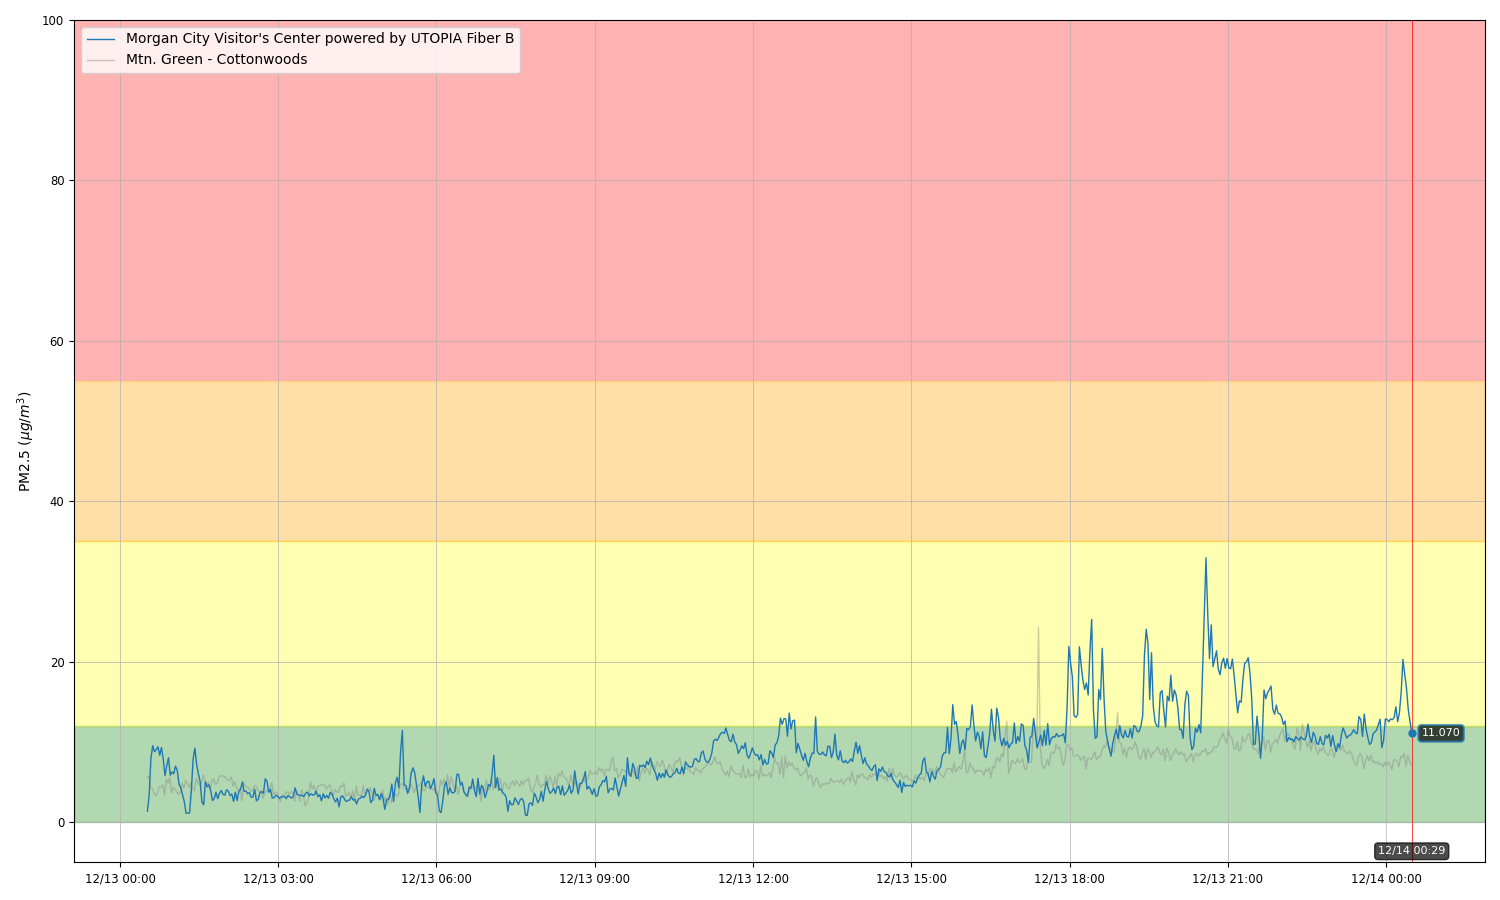 100
Morgan City Visitor's Center powered by UTOPIA Fiber B
Mtn. Green - Cottonwoods
80
60
PM2.5 (μg/m³)
40
20
11.070
0
12/14 00:29
12/13 00:00 12/13 03:00 12/13 06:00 12/13 09:00 12/13 12:00 12/13 15:00 12/13 18:00 12/13 21:00 12/14 00:00